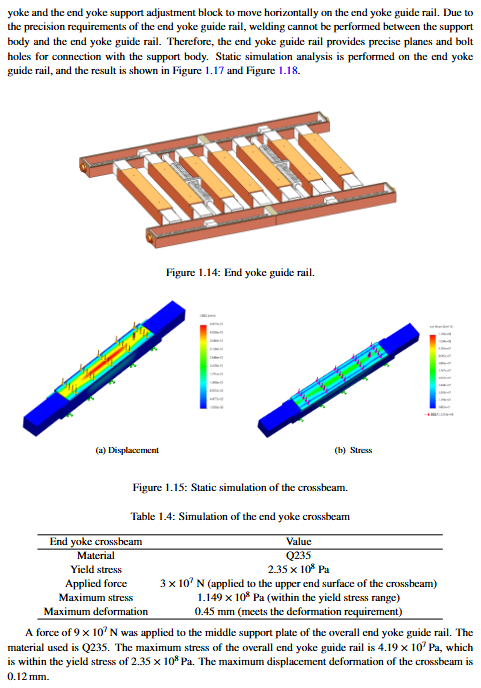 yoke and the end yoke support adjustment block to move horizontally on the end yoke guide rail. Due to
the precision requirements of the end yoke guide rail, welding cannot be performed between the support
body and the end yoke guide rail. Therefore, the end yoke guide rail provides precise planes and bolt
holes for connection with the support body. Static simulation analysis is performed on the end yoke
guide rail, and the result is shown in Figure 1.17 and Figure 1.18.
Figure 1.14: End yoke guide rail.
(a) Displacement
(b) Stress
Figure 1.15: Static simulation of the crossbeam.
Table 1.4: Simulation of the end yoke crossbeam
End yoke crossbeam Value
Material Q235
Yield stress 2.35 × 10⁸ Pa
Applied force 3 × 10⁷ N (applied to the upper end surface of the crossbeam)
Maximum stress 1.149 × 10⁸ Pa (within the yield stress range)
Maximum deformation 0.45 mm (meets the deformation requirement)
A force of 9 × 10⁷ N was applied to the middle support plate of the overall end yoke guide rail. The
material used is Q235. The maximum stress of the overall end yoke guide rail is 4.19 × 10⁷ Pa, which
is within the yield stress of 2.35 × 10⁸ Pa. The maximum displacement deformation of the crossbeam is
0.12 mm.